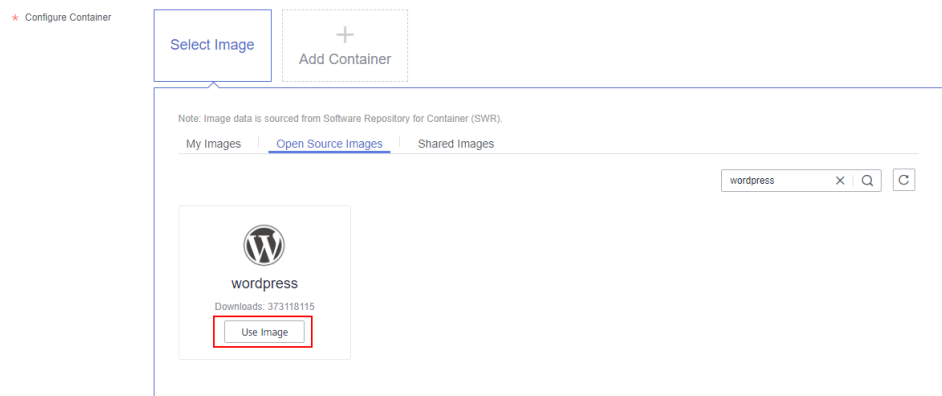 * Configure Container
Select Image
+
Add Container
Note: Image data is sourced from Software Repository for Container (SWR).
My Images Open Source Images Shared Images
wordpress
wordpress
Downloads: 373118115
Use Image